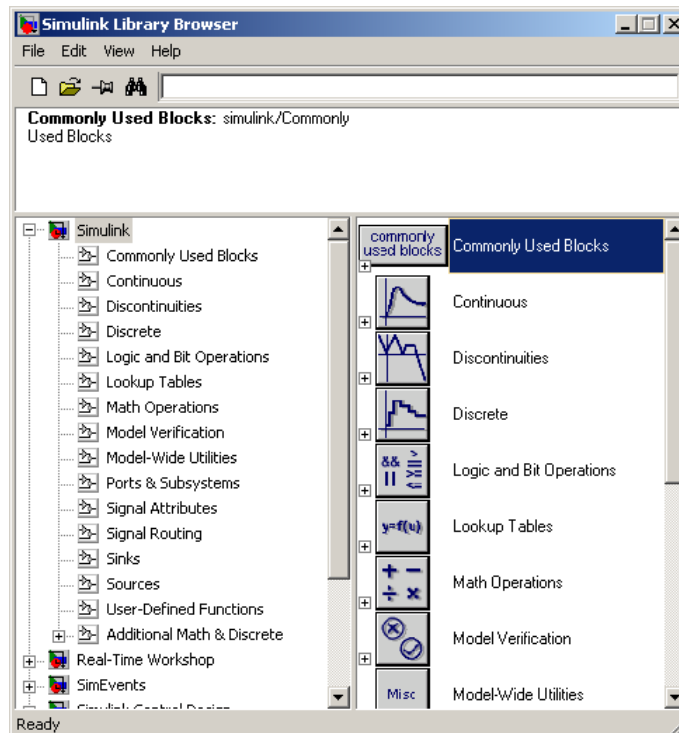 Simulink Library Browser
File Edit View Help
Commonly Used Blocks: simulink/Commonly
Used Blocks
Simulink
Commonly Used Blocks
Continuous
Discontinuities
Discrete
Logic and Bit Operations
Lookup Tables
Math Operations
Model Verification
Model-Wide Utilities
Ports & Subsystems
Signal Attributes
Signal Routing
Sinks
Sources
User-Defined Functions
Additional Math & Discrete
Real-Time Workshop
SimEvents
Simulink Control Design
commonly
used blocks
Commonly Used Blocks
Continuous
Discontinuities
Discrete
&& > >= || <=
Logic and Bit Operations
y=f(u)
Lookup Tables
+ − ÷ ×
Math Operations
Model Verification
Misc
Model-Wide Utilities
Ready